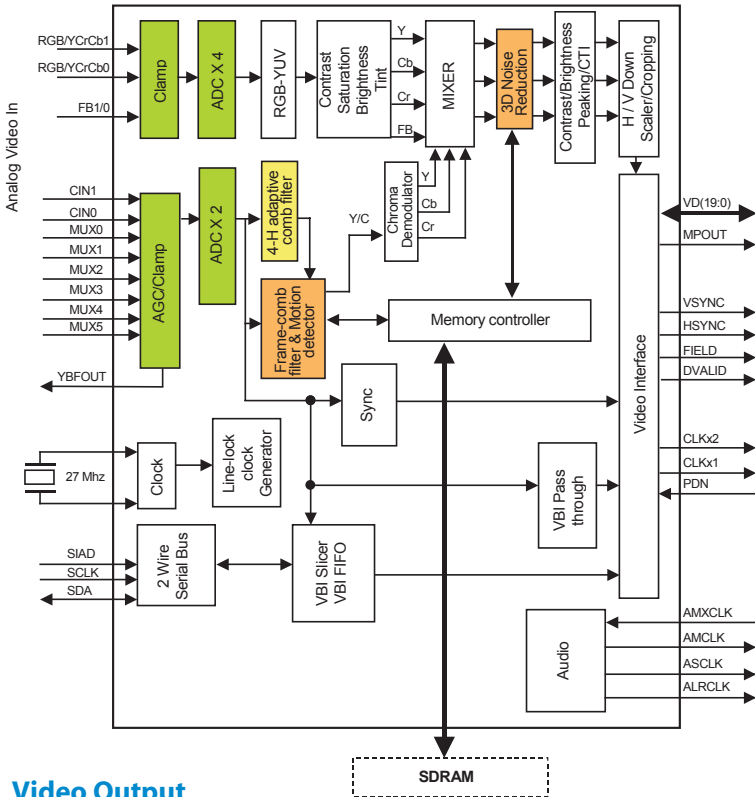 Analog Video In
RGB/YCrCb1
RGB/YCrCb0
FB1/0
Clamp
ADC X 4
RGB-YUV
Contrast
Saturation
Brightness
Tint
Y
Cb
Cr
FB
MIXER
3D Noise
Reduction
Contrast/Brightness
Peaking/CTI
H / V Down
Scaler/Cropping
CIN1
CIN0
MUX0
MUX1
MUX2
MUX3
MUX4
MUX5
YBFOUT
AGC/Clamp
ADC X 2
4-H adaptive
comb filter
Frame-comb
filter & Motion
detector
Y/C
Chroma
Demodulator
Y
Cb
Cr
Memory controller
Sync
Video Interface
VD(19:0)
MPOUT
VSYNC
HSYNC
FIELD
DVALID
CLKx2
CLKx1
PDN
27 Mhz
Clock
Line-lock
clock
Generator
VBI Pass
through
SIAD
SCLK
SDA
2 Wire
Serial Bus
VBI Slicer
VBI FIFO
Audio
AMXCLK
AMCLK
ASCLK
ALRCLK
SDRAM
Video Output